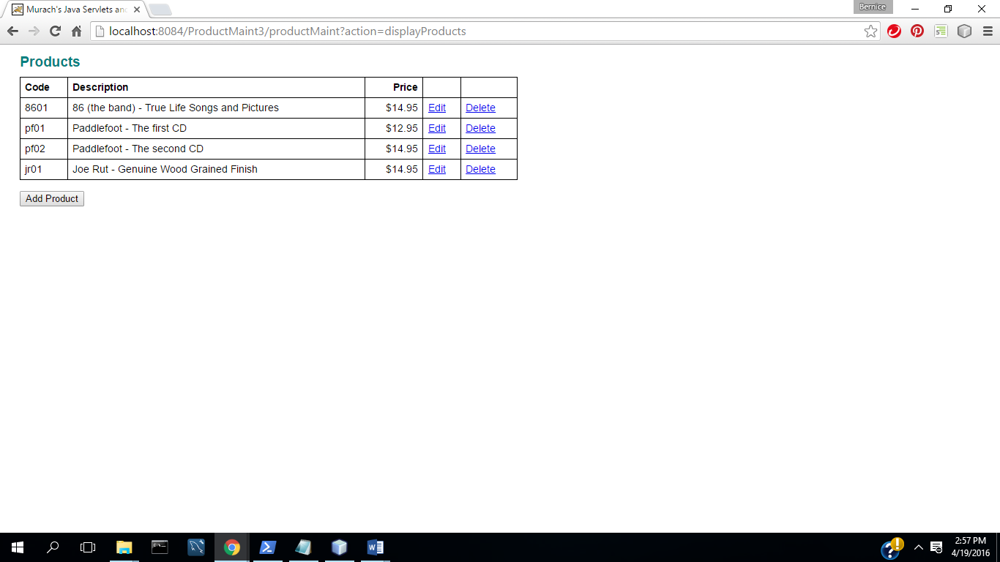 Murach's Java Servlets an
Bernice
localhost:8084/ProductMaint3/productMaint?action=displayProducts
Products
Code Description Price
8601 86 (the band) - True Life Songs and Pictures $14.95 Edit Delete
pf01 Paddlefoot - The first CD $12.95 Edit Delete
pf02 Paddlefoot - The second CD $14.95 Edit Delete
jr01 Joe Rut - Genuine Wood Grained Finish $14.95 Edit Delete
Add Product
2:57 PM
4/19/2016